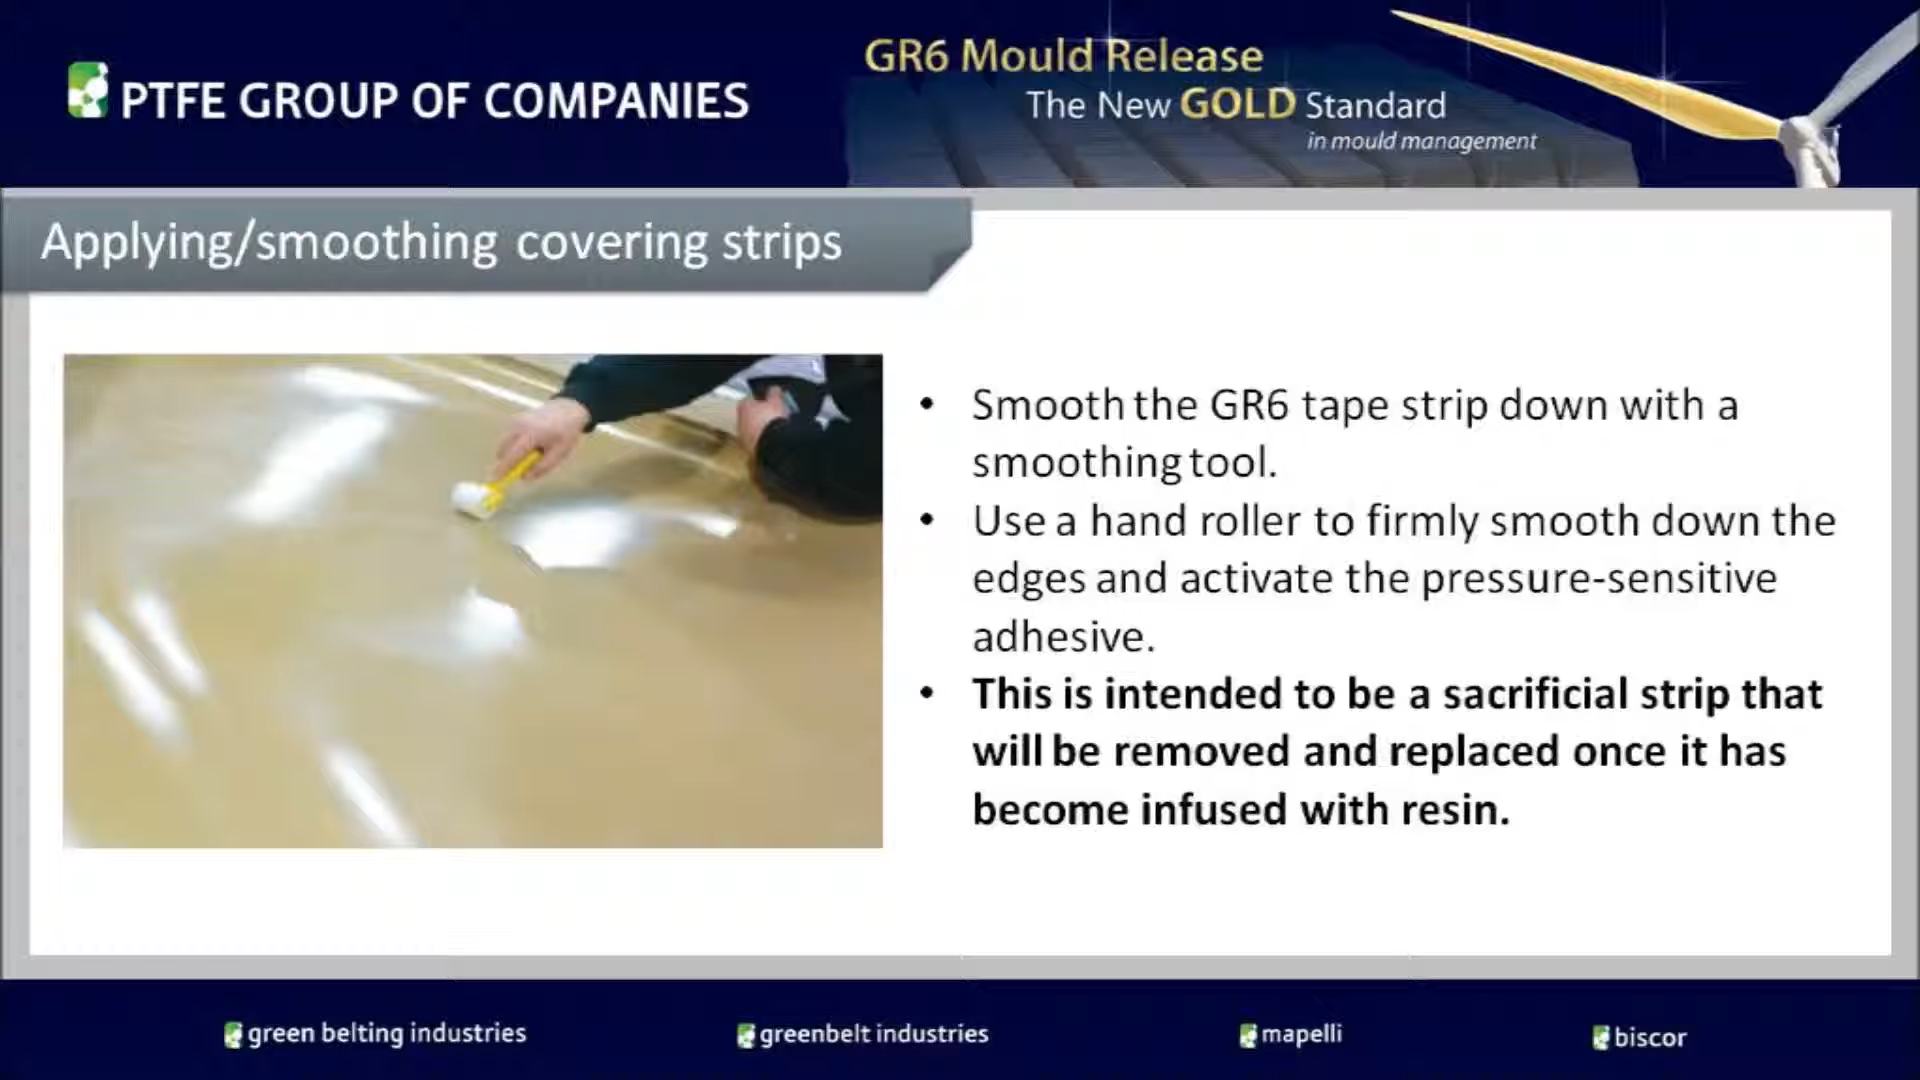 PTFE GROUP OF COMPANIES
GR6 Mould Release
The New GOLD Standard
in mould management
Applying/smoothing covering strips
• Smooth the GR6 tape strip down with a
smoothing tool.
• Use a hand roller to firmly smooth down the
edges and activate the pressure-sensitive
adhesive.
• This is intended to be a sacrificial strip that
will be removed and replaced once it has
become infused with resin.
green belting industries
greenbelt industries
mapelli
biscor